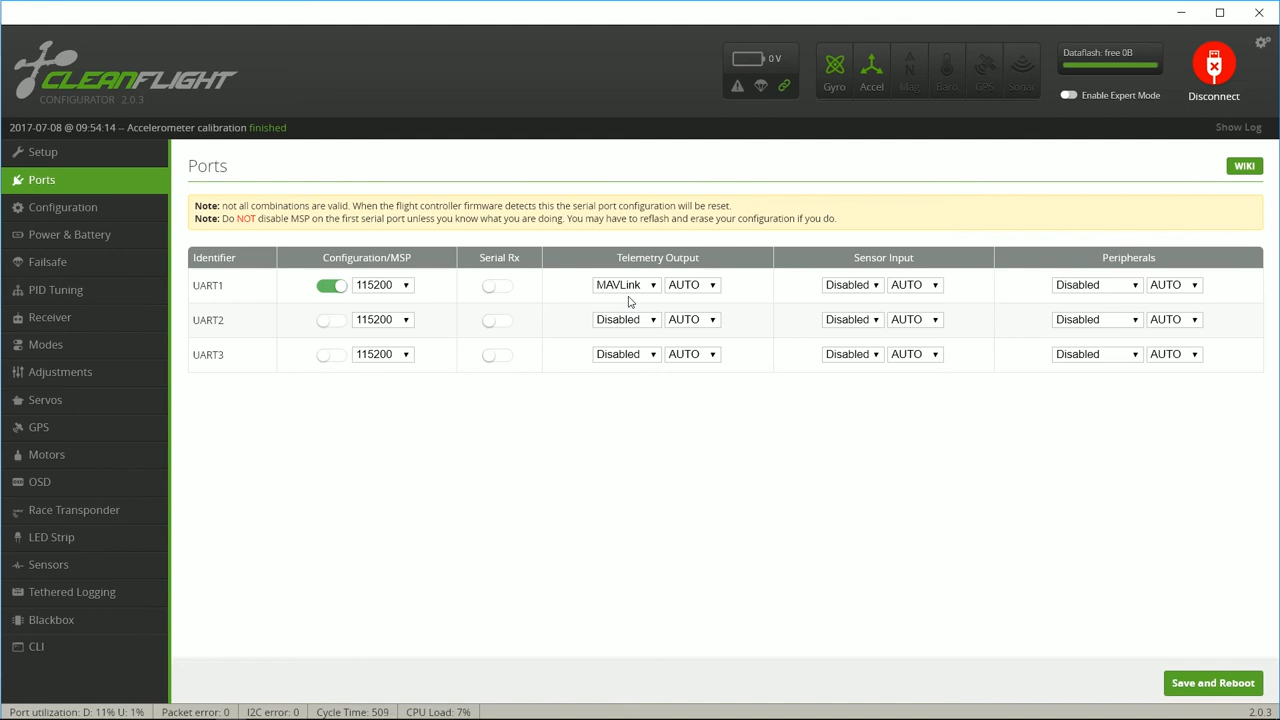 CLEANFLIGHT
CONFIGURATOR 2.0.3
0 V
Gyro Accel Mag Baro GPS Sonar
Dataflash: free 0B
Enable Expert Mode
Disconnect
2017-07-08 @ 09:54:14 -- Accelerometer calibration finished
Show Log
Setup
Ports
Configuration
Power & Battery
Failsafe
PID Tuning
Receiver
Modes
Adjustments
Servos
GPS
Motors
OSD
Race Transponder
LED Strip
Sensors
Tethered Logging
Blackbox
CLI
Ports
WIKI
Note: not all combinations are valid. When the flight controller firmware detects this the serial port configuration will be reset.
Note: Do NOT disable MSP on the first serial port unless you know what you are doing. You may have to reflash and erase your configuration if you do.
Identifier Configuration/MSP Serial Rx Telemetry Output Sensor Input Peripherals
UART1 115200 MAVLink AUTO Disabled AUTO Disabled AUTO
UART2 115200 Disabled AUTO Disabled AUTO Disabled AUTO
UART3 115200 Disabled AUTO Disabled AUTO Disabled AUTO
Save and Reboot
Port utilization: D: 11% U: 1% Packet error: 0 I2C error: 0 Cycle Time: 509 CPU Load: 7% 2.0.3